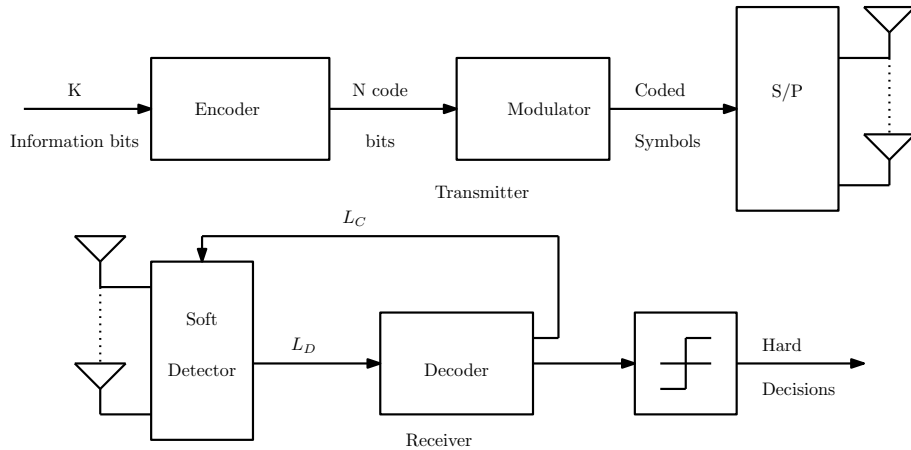 K
Information bits
Encoder
N code
bits
Modulator
Coded
Symbols
S/P
Transmitter
L_C
Soft
Detector
L_D
Decoder
Hard
Decisions
Receiver